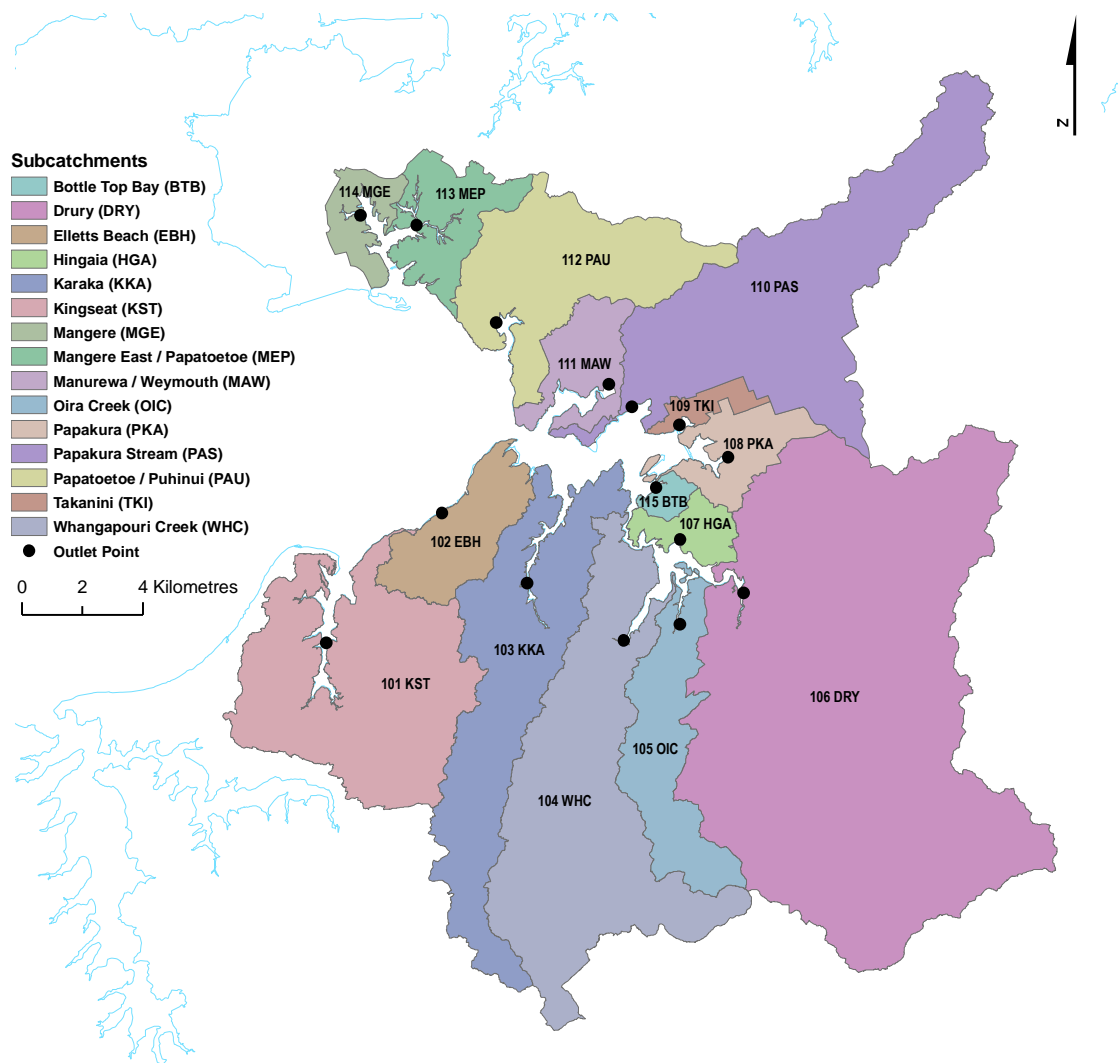 N
Subcatchments
Bottle Top Bay (BTB)
Drury (DRY)
Elletts Beach (EBH)
Hingaia (HGA)
Karaka (KKA)
Kingseat (KST)
Mangere (MGE)
Mangere East / Papatoetoe (MEP)
Manurewa / Weymouth (MAW)
Oira Creek (OIC)
Papakura (PKA)
Papakura Stream (PAS)
Papatoetoe / Puhinui (PAU)
Takanini (TKI)
Whangapouri Creek (WHC)
Outlet Point
0 2 4 Kilometres
114 MGE
113 MEP
112 PAU
110 PAS
111 MAW
109 TKI
108 PKA
115 BTB
107 HGA
102 EBH
103 KKA
101 KST
106 DRY
105 OIC
104 WHC